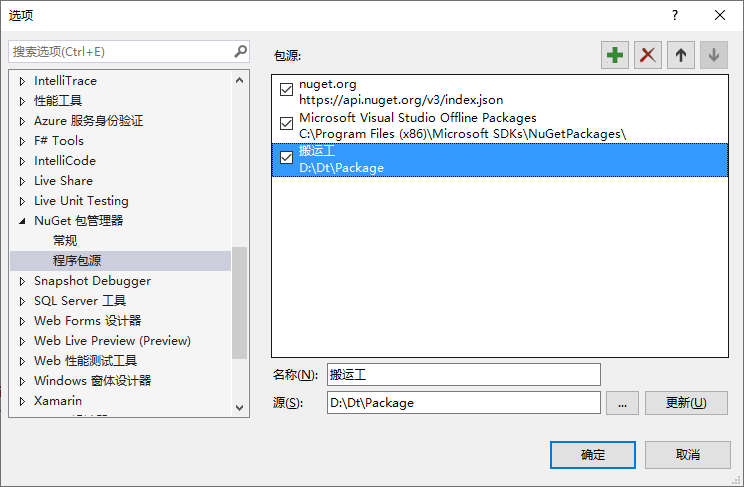 选项
搜索选项(Ctrl+E)
IntelliTrace
性能工具
Azure 服务身份验证
F# Tools
IntelliCode
Live Share
Live Unit Testing
NuGet 包管理器
常规
程序包源
Snapshot Debugger
SQL Server 工具
Web Forms 设计器
Web Live Preview (Preview)
Web 性能测试工具
Windows 窗体设计器
Xamarin
包源:
nuget.org
https://api.nuget.org/v3/index.json
Microsoft Visual Studio Offline Packages
C:\Program Files (x86)\Microsoft SDKs\NuGetPackages\
搬运工
D:\Dt\Package
名称(N): 搬运工
源(S): D:\Dt\Package ... 更新(U)
确定 取消